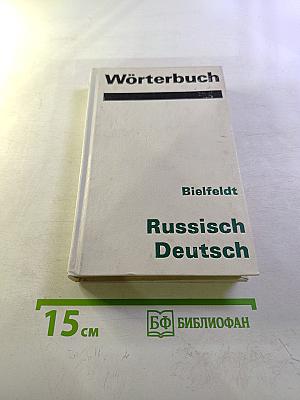 Wörterbuch
Bielfeldt
Russisch
Deutsch
15 см
БФ БИБЛИОФАН